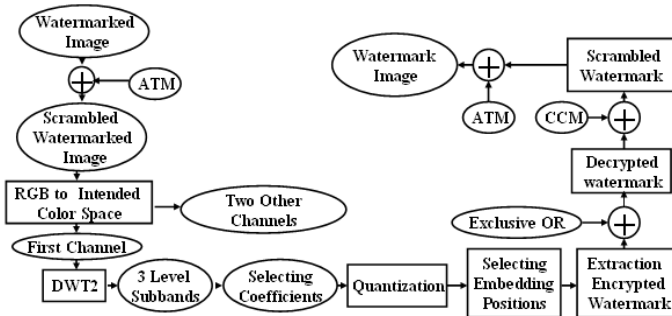 Watermarked
Image
ATM
Scrambled
Watermarked
Image
RGB to Intended
Color Space
Two Other
Channels
First Channel
DWT2
3 Level
Subbands
Selecting
Coefficients
Quantization
Selecting
Embedding
Positions
Extraction
Encrypted
Watermark
Exclusive OR
Decrypted
watermark
CCM
Scrambled
Watermark
ATM
Watermark
Image